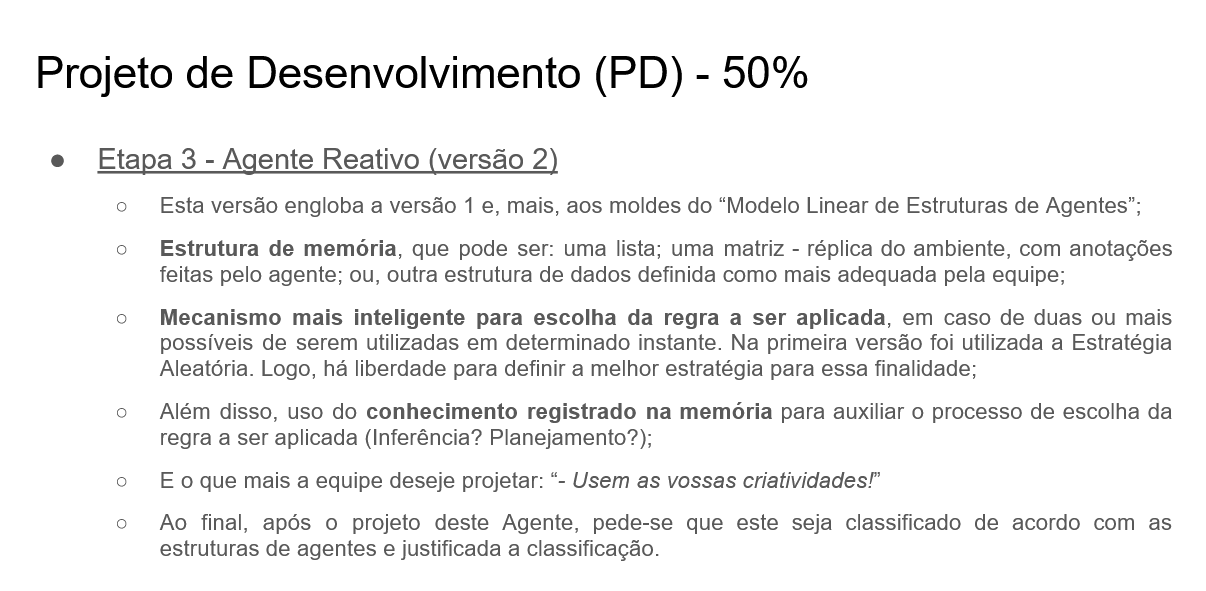 Projeto de Desenvolvimento (PD) - 50%
● Etapa 3 - Agente Reativo (versão 2)
○ Esta versão engloba a versão 1 e, mais, aos moldes do “Modelo Linear de Estruturas de Agentes”;
○ Estrutura de memória, que pode ser: uma lista; uma matriz - réplica do ambiente, com anotações
feitas pelo agente; ou, outra estrutura de dados definida como mais adequada pela equipe;
○ Mecanismo mais inteligente para escolha da regra a ser aplicada, em caso de duas ou mais
possíveis de serem utilizadas em determinado instante. Na primeira versão foi utilizada a Estratégia
Aleatória. Logo, há liberdade para definir a melhor estratégia para essa finalidade;
○ Além disso, uso do conhecimento registrado na memória para auxiliar o processo de escolha da
regra a ser aplicada (Inferência? Planejamento?);
○ E o que mais a equipe deseje projetar: “- Usem as vossas criatividades!”
○ Ao final, após o projeto deste Agente, pede-se que este seja classificado de acordo com as
estruturas de agentes e justificada a classificação.